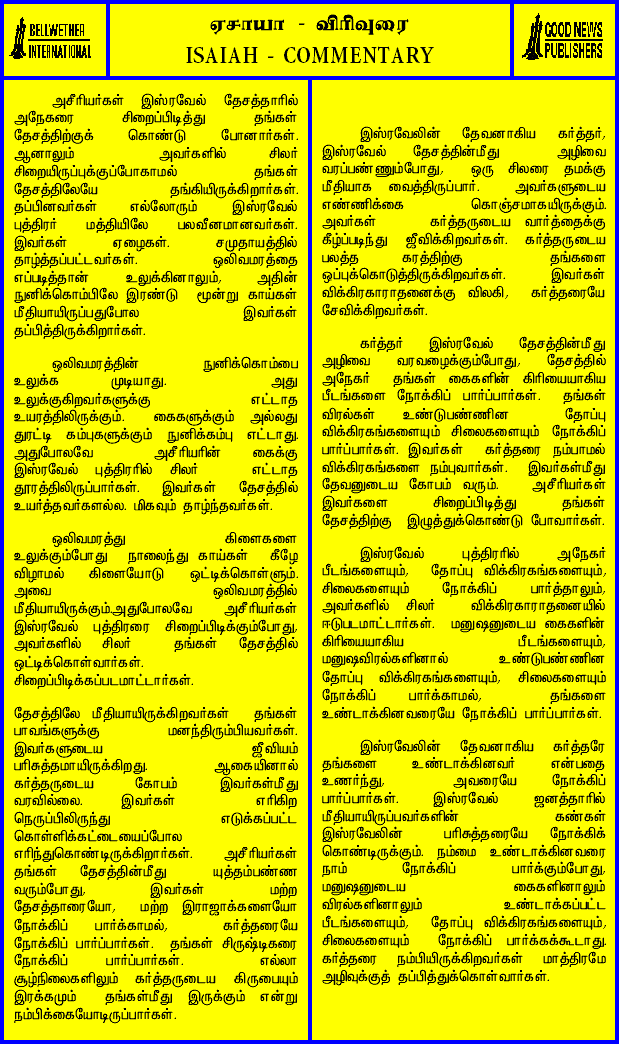 BELLWETHER
INTERNATIONAL
ஏசாயா - விரிவுரை
ISAIAH - COMMENTARY
GOOD NEWS
PUBLISHERS
அசீரியர்கள் இஸ்ரவேல் தேசத்தாரில்
அநேகரை சிறைப்பிடித்து தங்கள்
தேசத்திற்குக் கொண்டு போனார்கள்.
ஆனாலும் அவர்களில் சிலர்
சிறையிருப்புக்குப்போகாமல் தங்கள்
தேசத்திலேயே தங்கியிருக்கிறார்கள்.
தப்பினவர்கள் எல்லோரும் இஸ்ரவேல்
புத்திரர் மத்தியிலே பலவீனமானவர்கள்.
இவர்கள் ஏழைகள். சமுதாயத்தில்
தாழ்த்தப்பட்டவர்கள். ஒலிவமரத்தை
எப்படித்தான் உலுக்கினாலும், அதின்
நுனிக்கொம்பிலே இரண்டு மூன்று காய்கள்
மீதியாயிருப்பதுபோல இவர்கள்
தப்பித்திருக்கிறார்கள்.
ஒலிவமரத்தின் நுனிக்கொம்பை
உலுக்க முடியாது. அது
உலுக்குகிறவர்களுக்கு எட்டாத
உயரத்திலிருக்கும். கைகளுக்கும் அல்லது
துரட்டி கம்புகளுக்கும் நுனிக்கம்பு எட்டாது.
அதுபோலவே அசீரியரின் கைக்கு
இஸ்ரவேல் புத்திரரில் சிலர் எட்டாத
தூரத்திலிருப்பார்கள். இவர்கள் தேசத்தில்
உயர்த்தவர்களல்ல. மிகவும் தாழ்ந்தவர்கள்.
ஒலிவமரத்து கிளைகளை
உலுக்கும்போது நாலைந்து காய்கள் கீழே
விழாமல் கிளையோடு ஒட்டிக்கொள்ளும்.
அவை ஒலிவமரத்தில்
மீதியாயிருக்கும்.அதுபோலவே அசீரியர்கள்
இஸ்ரவேல் புத்திரரை சிறைப்பிடிக்கும்போது,
அவர்களில் சிலர் தங்கள் தேசத்தில்
ஒட்டிக்கொள்வார்கள்.
சிறைப்பிடிக்கப்படமாட்டார்கள்.
தேசத்திலே மீதியாயிருக்கிறவர்கள் தங்கள்
பாவங்களுக்கு மனந்திரும்பியவர்கள்.
இவர்களுடைய ஜீவியம்
பரிசுத்தமாயிருக்கிறது. ஆகையினால்
கர்த்தருடைய கோபம் இவர்கள்மீது
வரவில்லை. இவர்கள் எரிகிற
நெருப்பிலிருந்து எடுக்கப்பட்ட
கொள்ளிக்கட்டையைப்போல
எரிந்துகொண்டிருக்கிறார்கள். அசீரியர்கள்
தங்கள் தேசத்தின்மீது யுத்தம்பண்ண
வரும்போது, இவர்கள் மற்ற
தேசத்தாரையோ, மற்ற இராஜாக்களையோ
நோக்கிப் பார்க்காமல், கர்த்தரையே
நோக்கிப் பார்ப்பார்கள். தங்கள் சிருஷ்டிகரை
நோக்கிப் பார்ப்பார்கள். எல்லா
சூழ்நிலைகளிலும் கர்த்தருடைய கிருபையும்
இரக்கமும் தங்கள்மீது இருக்கும் என்று
நம்பிக்கையோடிருப்பார்கள்.
இஸ்ரவேலின் தேவனாகிய கர்த்தர்,
இஸ்ரவேல் தேசத்தின்மீது அழிவை
வரப்பண்ணும்போது, ஒரு சிலரை தமக்கு
மீதியாக வைத்திருப்பார். அவர்களுடைய
எண்ணிக்கை கொஞ்சமாகயிருக்கும்.
அவர்கள் கர்த்தருடைய வார்த்தைக்கு
கீழ்ப்படிந்து ஜீவிக்கிறவர்கள். கர்த்தருடைய
பலத்த கரத்திற்கு தங்களை
ஒப்புக்கொடுத்திருக்கிறவர்கள். இவர்கள்
விக்கிரகாராதனைக்கு விலகி, கர்த்தரையே
சேவிக்கிறவர்கள்.
கர்த்தர் இஸ்ரவேல் தேசத்தின்மீது
அழிவை வரவழைக்கும்போது, தேசத்தில்
அநேகர் தங்கள் கைகளின் கிரியையாகிய
பீடங்களை நோக்கிப் பார்ப்பார்கள். தங்கள்
விரல்கள் உண்டுபண்ணின தோப்பு
விக்கிரகங்களையும் சிலைகளையும் நோக்கிப்
பார்ப்பார்கள். இவர்கள் கர்த்தரை நம்பாமல்
விக்கிரகங்களை நம்புவார்கள். இவர்கள்மீது
தேவனுடைய கோபம் வரும். அசீரியர்கள்
இவர்களை சிறைப்பிடித்து தங்கள்
தேசத்திற்கு இழுத்துக்கொண்டு போவார்கள்.
இஸ்ரவேல் புத்திரரில் அநேகர்
பீடங்களையும், தோப்பு விக்கிரகங்களையும்,
சிலைகளையும் நோக்கிப் பார்த்தாலும்,
அவர்களில் சிலர் விக்கிரகாராதனையில்
ஈடுபடமாட்டார்கள். மனுஷனுடைய கைகளின்
கிரியையாகிய பீடங்களையும்,
மனுஷவிரல்களினால் உண்டுபண்ணின
தோப்பு விக்கிரகங்களையும், சிலைகளையும்
நோக்கிப் பார்க்காமல், தங்களை
உண்டாக்கினவரையே நோக்கிப் பார்ப்பார்கள்.
இஸ்ரவேலின் தேவனாகிய கர்த்தரே
தங்களை உண்டாக்கினவர் என்பதை
உணர்ந்து, அவரையே நோக்கிப்
பார்ப்பார்கள். இஸ்ரவேல் ஜனத்தாரில்
மீதியாயிருப்பவர்களின் கண்கள்
இஸ்ரவேலின் பரிசுத்தரையே நோக்கிக்
கொண்டிருக்கும். நம்மை உண்டாக்கினவரை
நாம் நோக்கிப் பார்க்கும்போது,
மனுஷனுடைய கைகளினாலும்
விரல்களினாலும் உண்டாக்கப்பட்ட
பீடங்களையும், தோப்பு விக்கிரகங்களையும்,
சிலைகளையும் நோக்கிப் பார்க்கக்கூடாது.
கர்த்தரை நம்பியிருக்கிறவர்கள் மாத்திரமே
அழிவுக்குத் தப்பித்துக்கொள்வார்கள்.